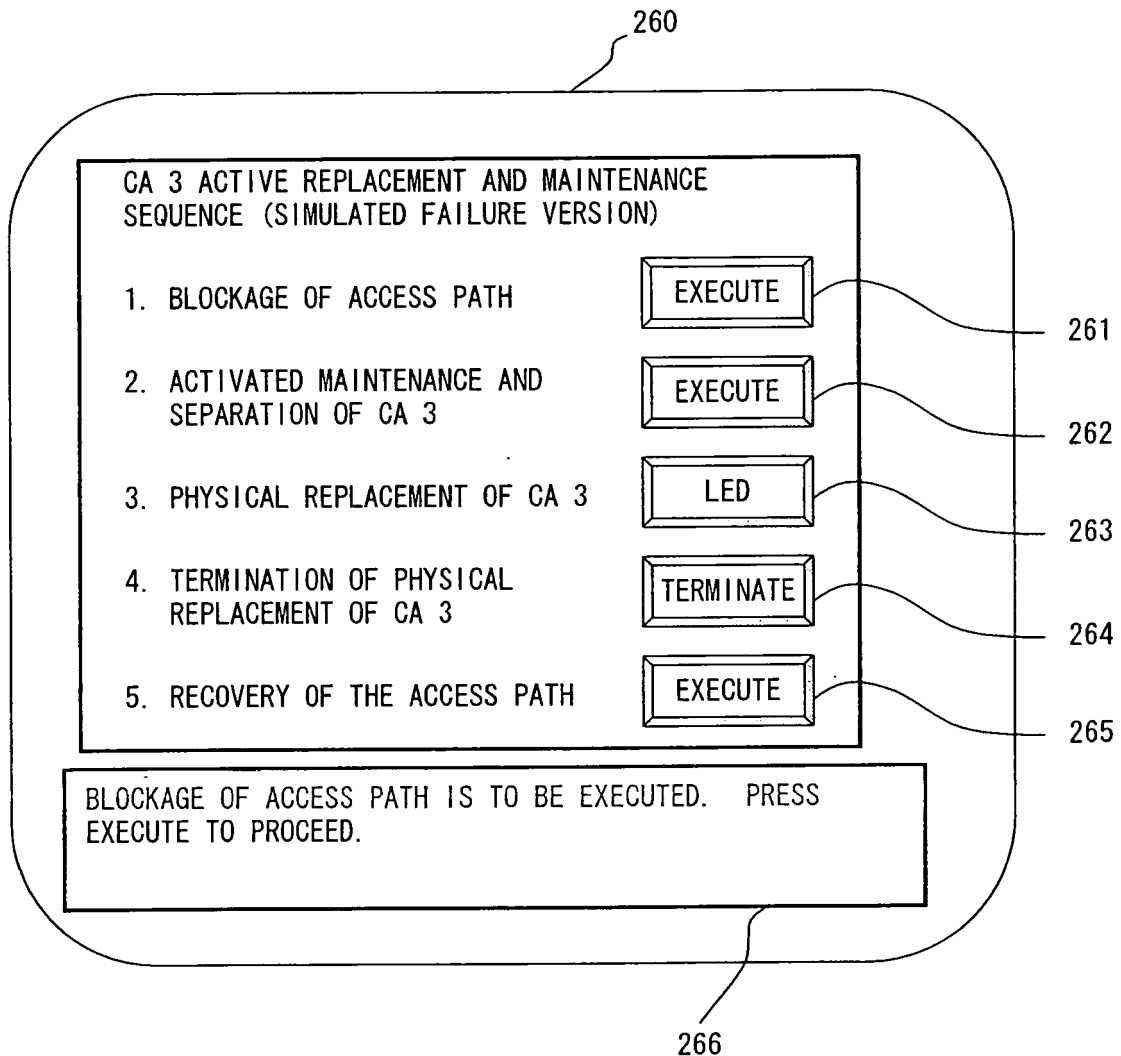 260
CA 3 ACTIVE REPLACEMENT AND MAINTENANCE
SEQUENCE (SIMULATED FAILURE VERSION)
1. BLOCKAGE OF ACCESS PATH
EXECUTE
261
2. ACTIVATED MAINTENANCE AND
SEPARATION OF CA 3
EXECUTE
262
3. PHYSICAL REPLACEMENT OF CA 3
LED
263
4. TERMINATION OF PHYSICAL
REPLACEMENT OF CA 3
TERMINATE
264
5. RECOVERY OF THE ACCESS PATH
EXECUTE
265
BLOCKAGE OF ACCESS PATH IS TO BE EXECUTED. PRESS
EXECUTE TO PROCEED.
266